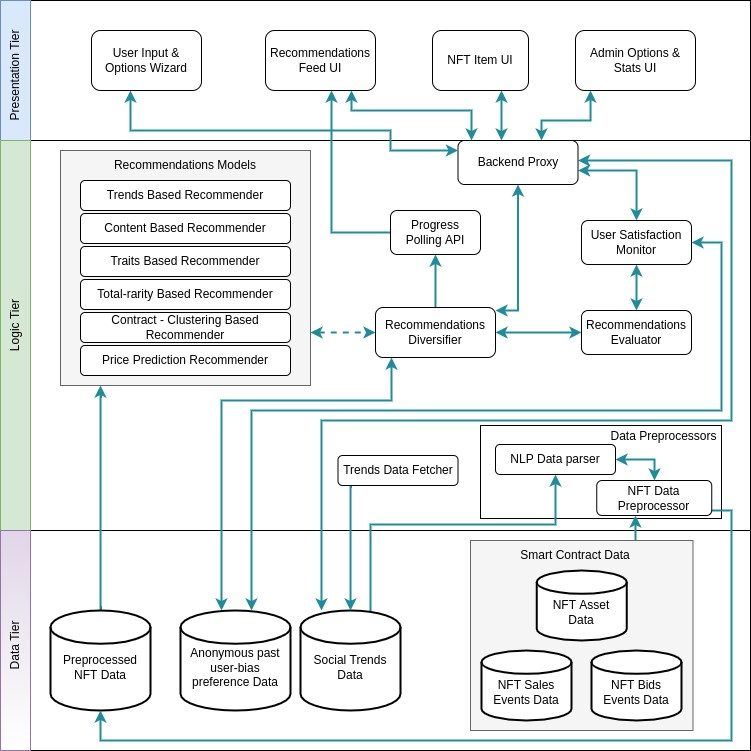 Presentation Tier
User Input &
Options Wizard
Recommendations
Feed UI
NFT Item UI
Admin Options &
Stats UI
Logic Tier
Recommendations Models
Trends Based Recommender
Content Based Recommender
Traits Based Recommender
Total-rarity Based Recommender
Contract - Clustering Based
Recommender
Price Prediction Recommender
Backend Proxy
Progress
Polling API
User Satisfaction
Monitor
Recommendations
Diversifier
Recommendations
Evaluator
Trends Data Fetcher
Data Preprocessors
NLP Data parser
NFT Data
Preprocessor
Data Tier
Preprocessed
NFT Data
Anonymous past
user-bias
preference Data
Social Trends
Data
Smart Contract Data
NFT Asset
Data
NFT Sales
Events Data
NFT Bids
Events Data